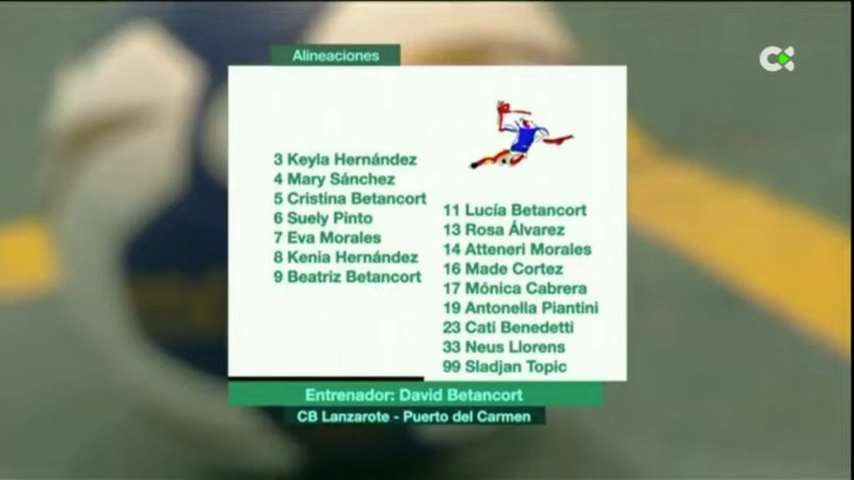 Alineaciones
3 Keyla Hernández
4 Mary Sánchez
5 Cristina Betancort
6 Suely Pinto
7 Eva Morales
8 Kenia Hernández
9 Beatriz Betancort
11 Lucía Betancort
13 Rosa Álvarez
14 Atteneri Morales
16 Made Cortez
17 Mónica Cabrera
19 Antonella Piantini
23 Cati Benedetti
33 Neus Llorens
99 Sladjan Topic
Entrenador: David Betancort
CB Lanzarote - Puerto del Carmen